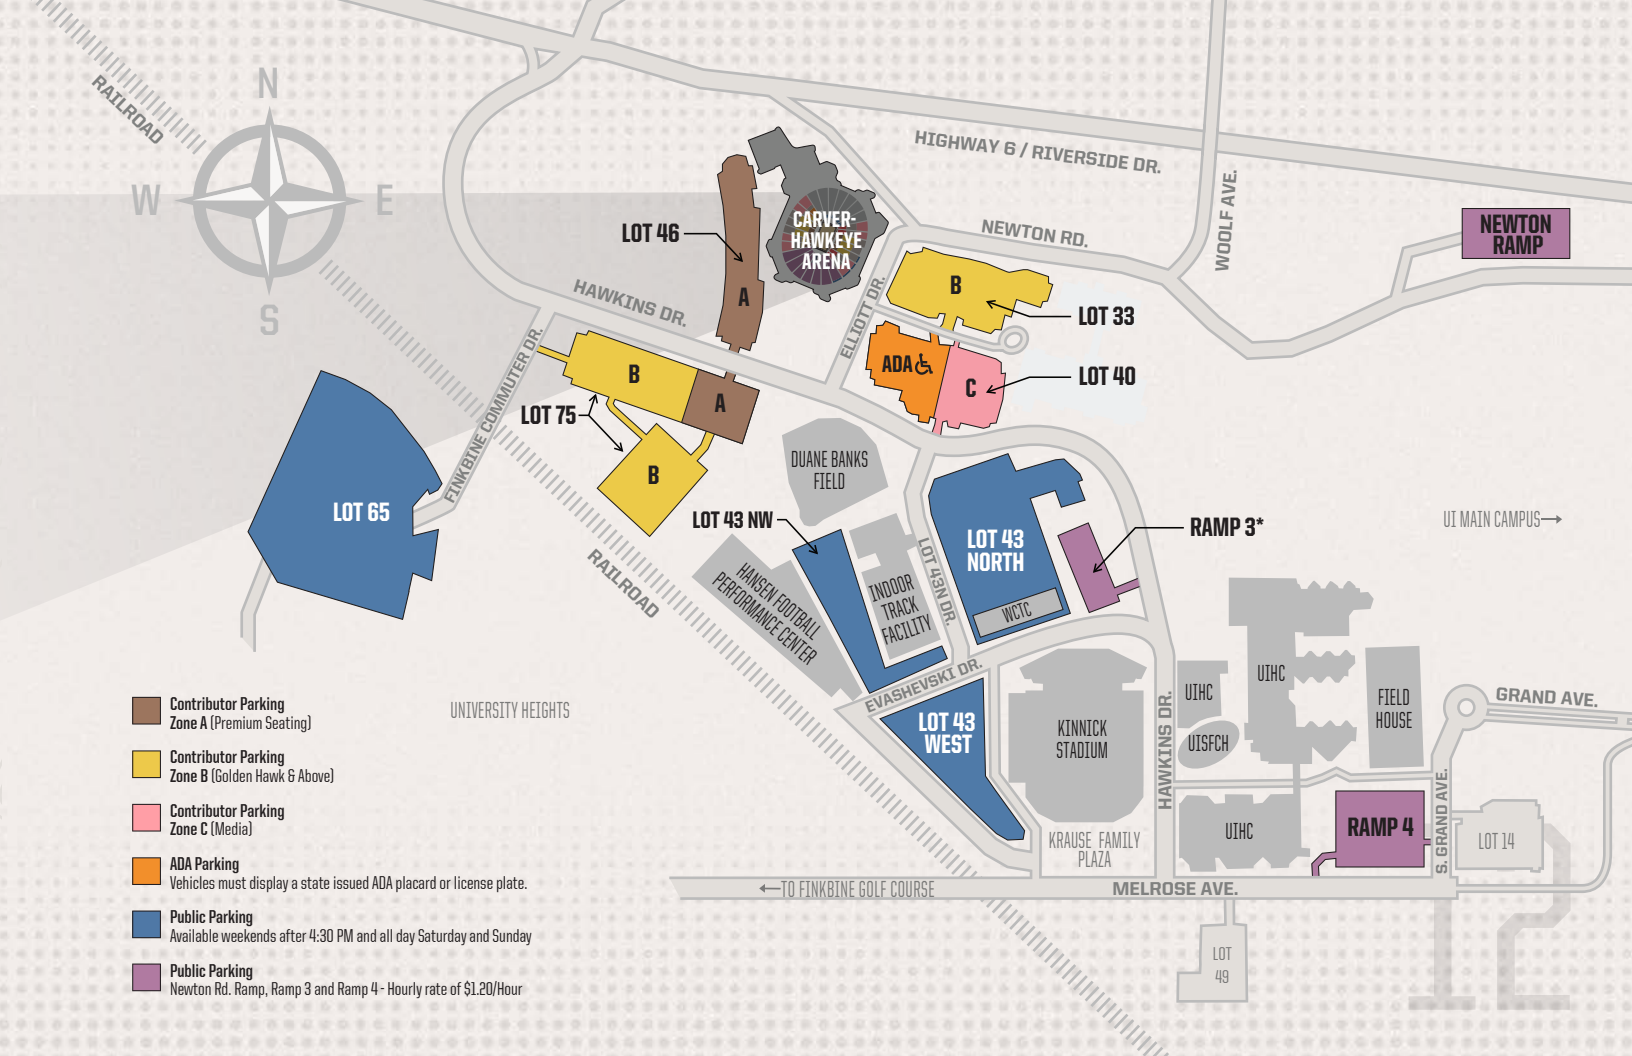 N
W
E
S
RAILROAD
HIGHWAY 6 / RIVERSIDE DR.
WOOLF AVE.
NEWTON
RAMP
NEWTON RD.
CARVER-
HAWKEYE
ARENA
LOT 46
A
HAWKINS DR.
ELLIOTT DR.
B
LOT 33
ADA
C
LOT 40
FINKBINE COMMUTER DR.
B
A
LOT 75
B
LOT 65
DUANE BANKS
FIELD
LOT 43 NW
LOT 43N DR.
LOT 43
NORTH
WCTC
RAMP 3*
UI MAIN CAMPUS
RAILROAD
HANSEN FOOTBALL
PERFORMANCE CENTER
INDOOR
TRACK
FACILITY
EVASHEVSKI DR.
LOT 43
WEST
KINNICK
STADIUM
KRAUSE FAMILY
PLAZA
HAWKINS DR.
UIHC
UISFCH
UIHC
UIHC
FIELD
HOUSE
GRAND AVE.
S. GRAND AVE.
RAMP 4
LOT 14
12
UNIVERSITY HEIGHTS
TO FINKBINE GOLF COURSE
MELROSE AVE.
LOT
49
Contributor Parking
Zone A (Premium Seating)
Contributor Parking
Zone B (Golden Hawk & Above)
Contributor Parking
Zone C (Media)
ADA Parking
Vehicles must display a state issued ADA placard or license plate.
Public Parking
Available weekends after 4:30 PM and all day Saturday and Sunday
Public Parking
Newton Rd. Ramp, Ramp 3 and Ramp 4 - Hourly rate of $1.20/Hour